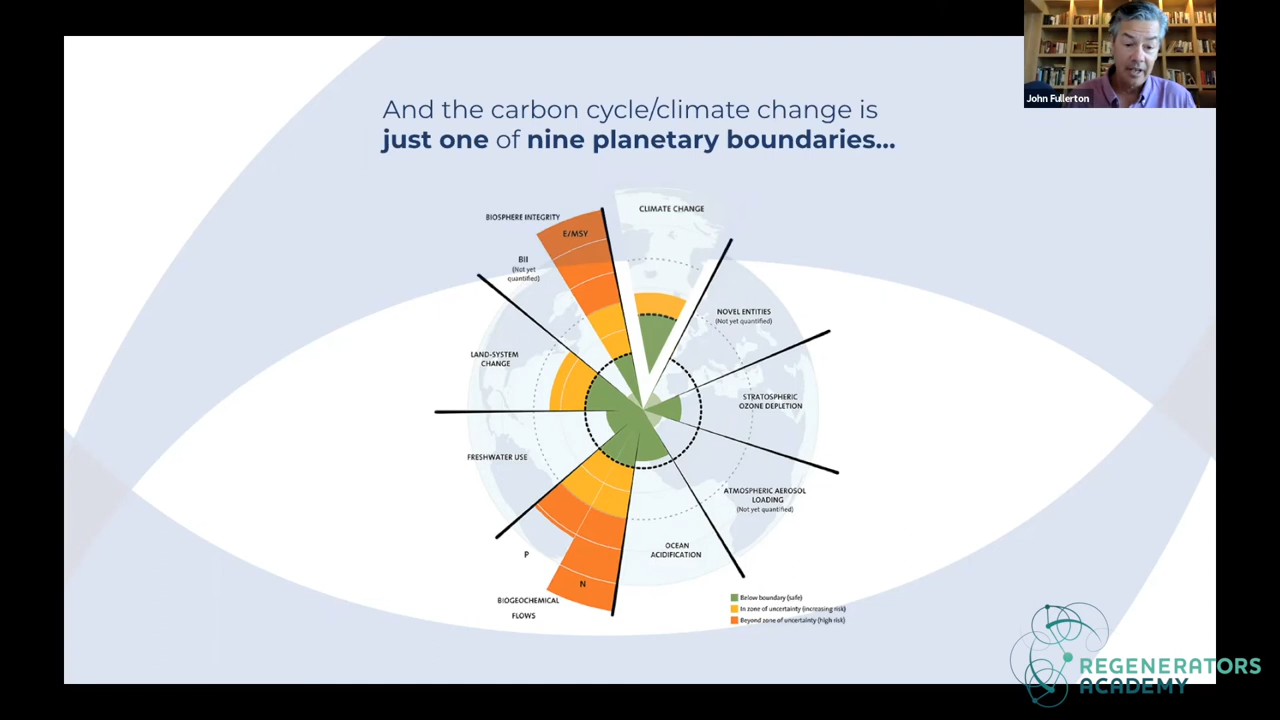 John Fullerton
And the carbon cycle/climate change is
just one of nine planetary boundaries...
BIOSPHERE INTEGRITY
CLIMATE CHANGE
E/MSY
BII
(Not yet
quantified)
NOVEL ENTITIES
(Not yet quantified)
LAND-SYSTEM
CHANGE
STRATOSPHERIC
OZONE DEPLETION
FRESHWATER USE
ATMOSPHERIC AEROSOL
LOADING
(Not yet quantified)
OCEAN
ACIDIFICATION
P
N
BIOGEOCHEMICAL
FLOWS
Below boundary (safe)
In zone of uncertainty (increasing risk)
Beyond zone of uncertainty (high risk)
REGENERATORS
ACADEMY